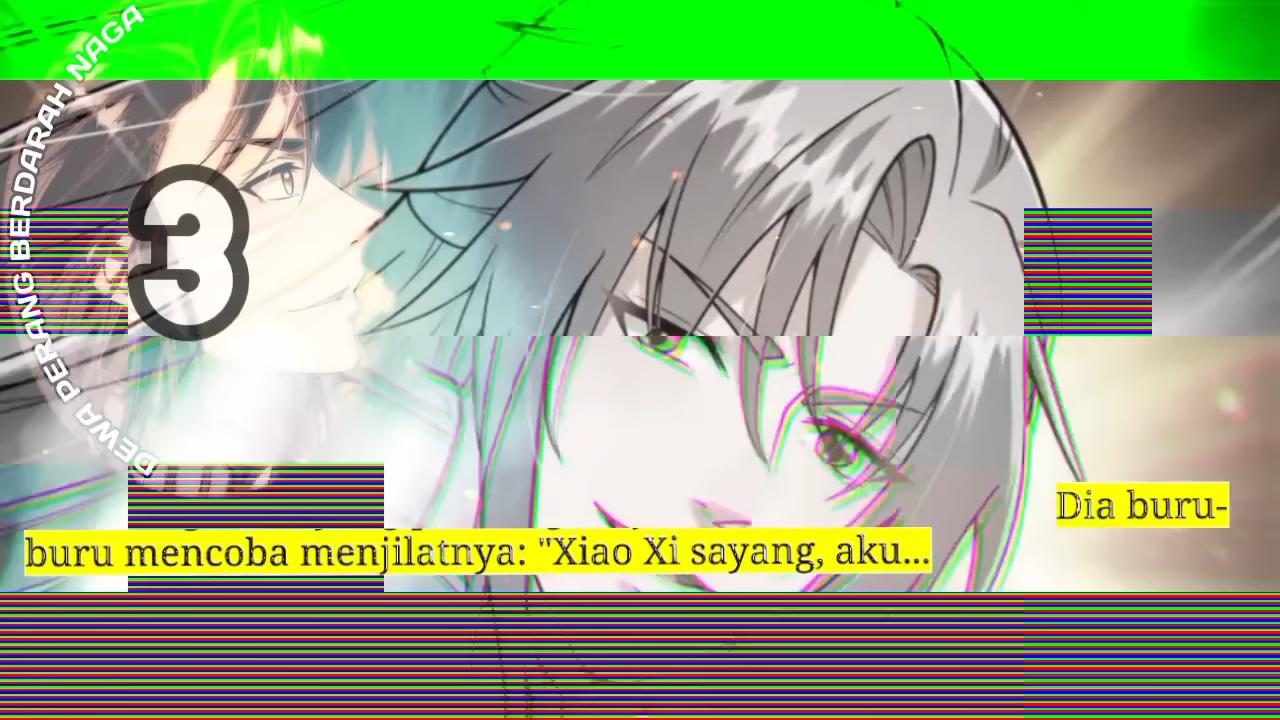 DEWA PERANG BERDARAH NAGA
3
Dia buru-
buru mencoba menjilatnya: "Xiao Xi sayang, aku...